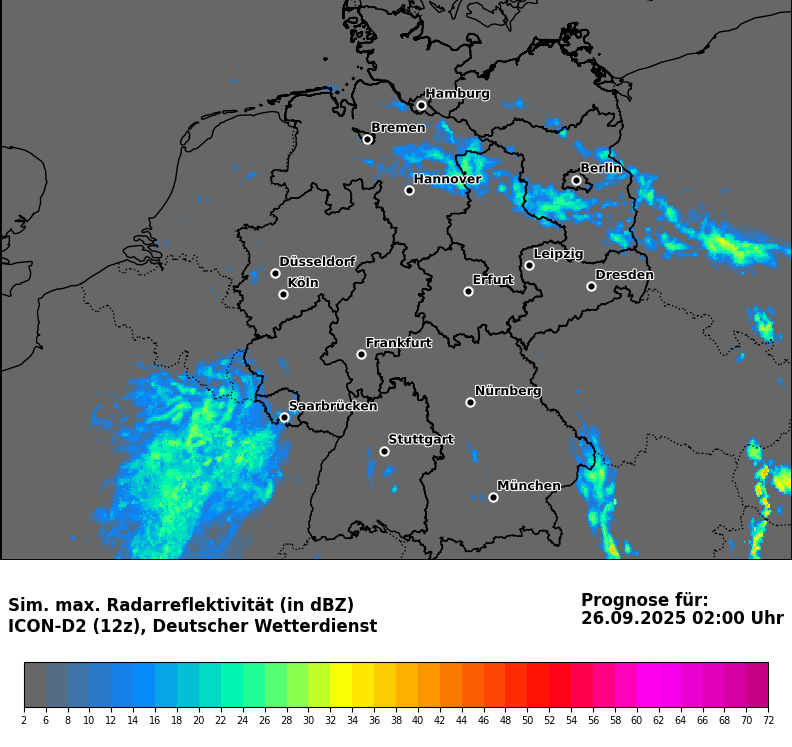 Hamburg
Bremen
Berlin
Hannover
Leipzig
Düsseldorf
Dresden
Köln
Erfurt
Frankfurt
Nürnberg
Saarbrücken
Stuttgart
München
Sim. max. Radarreflektivität (in dBZ)
ICON-D2 (12z), Deutscher Wetterdienst
Prognose für:
26.09.2025 02:00 Uhr
2 6 8 10 12 14 16 18 20 22 24 26 28 30 32 34 36 38 40 42 44 46 48 50 52 54 56 58 60 62 64 66 68 70 72